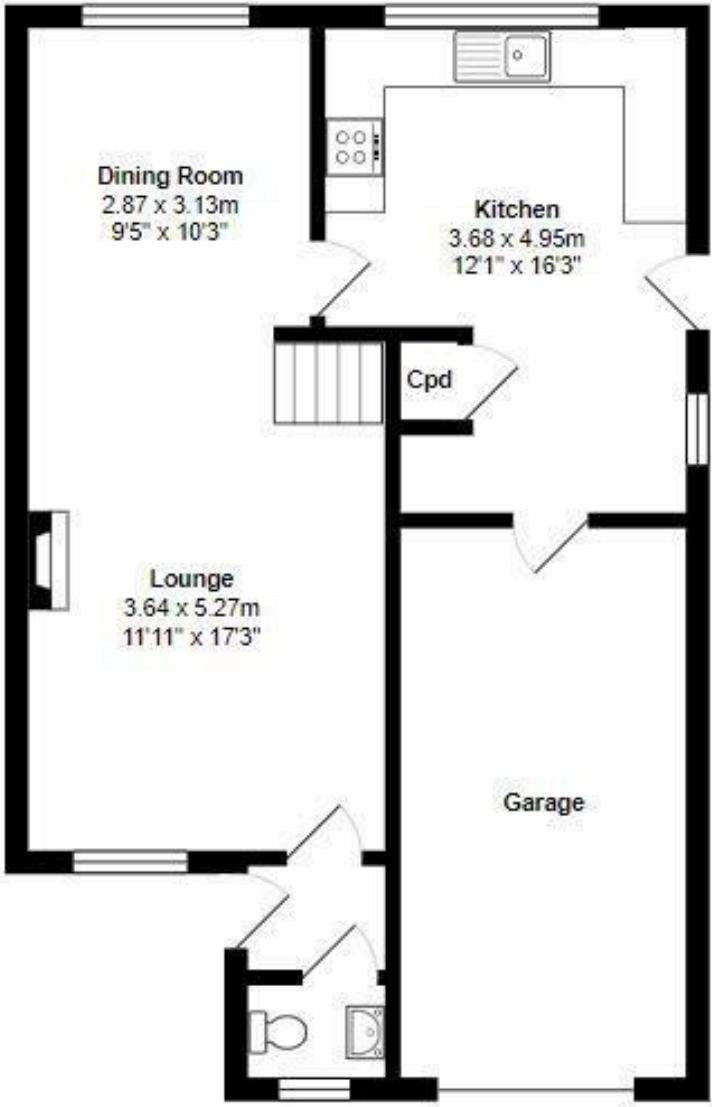 Dining Room
2.87 x 3.13m
9'5" x 10'3"
Kitchen
3.68 x 4.95m
12'1" x 16'3"
Cpd
Lounge
3.64 x 5.27m
11'11" x 17'3"
Garage